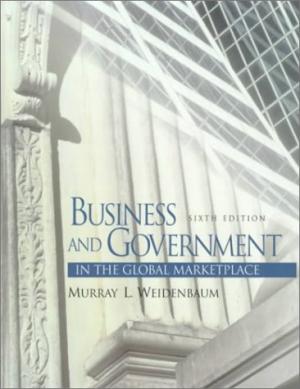 BUSINESS SIXTH EDITION
AND GOVERNMENT
IN THE GLOBAL MARKETPLACE
MURRAY L. WEIDENBAUM